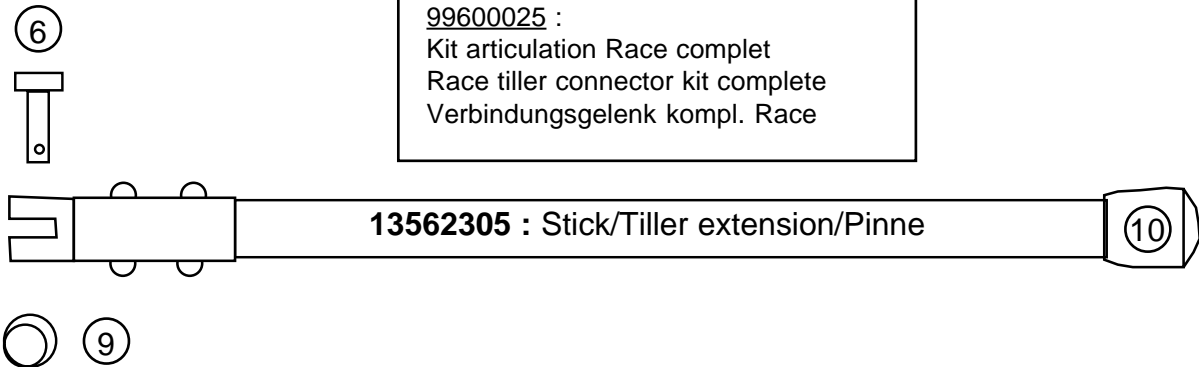 6
99600025 :
Kit articulation Race complet
Race tiller connector kit complete
Verbindungsgelenk kompl. Race
13562305 : Stick/Tiller extension/Pinne
10
9